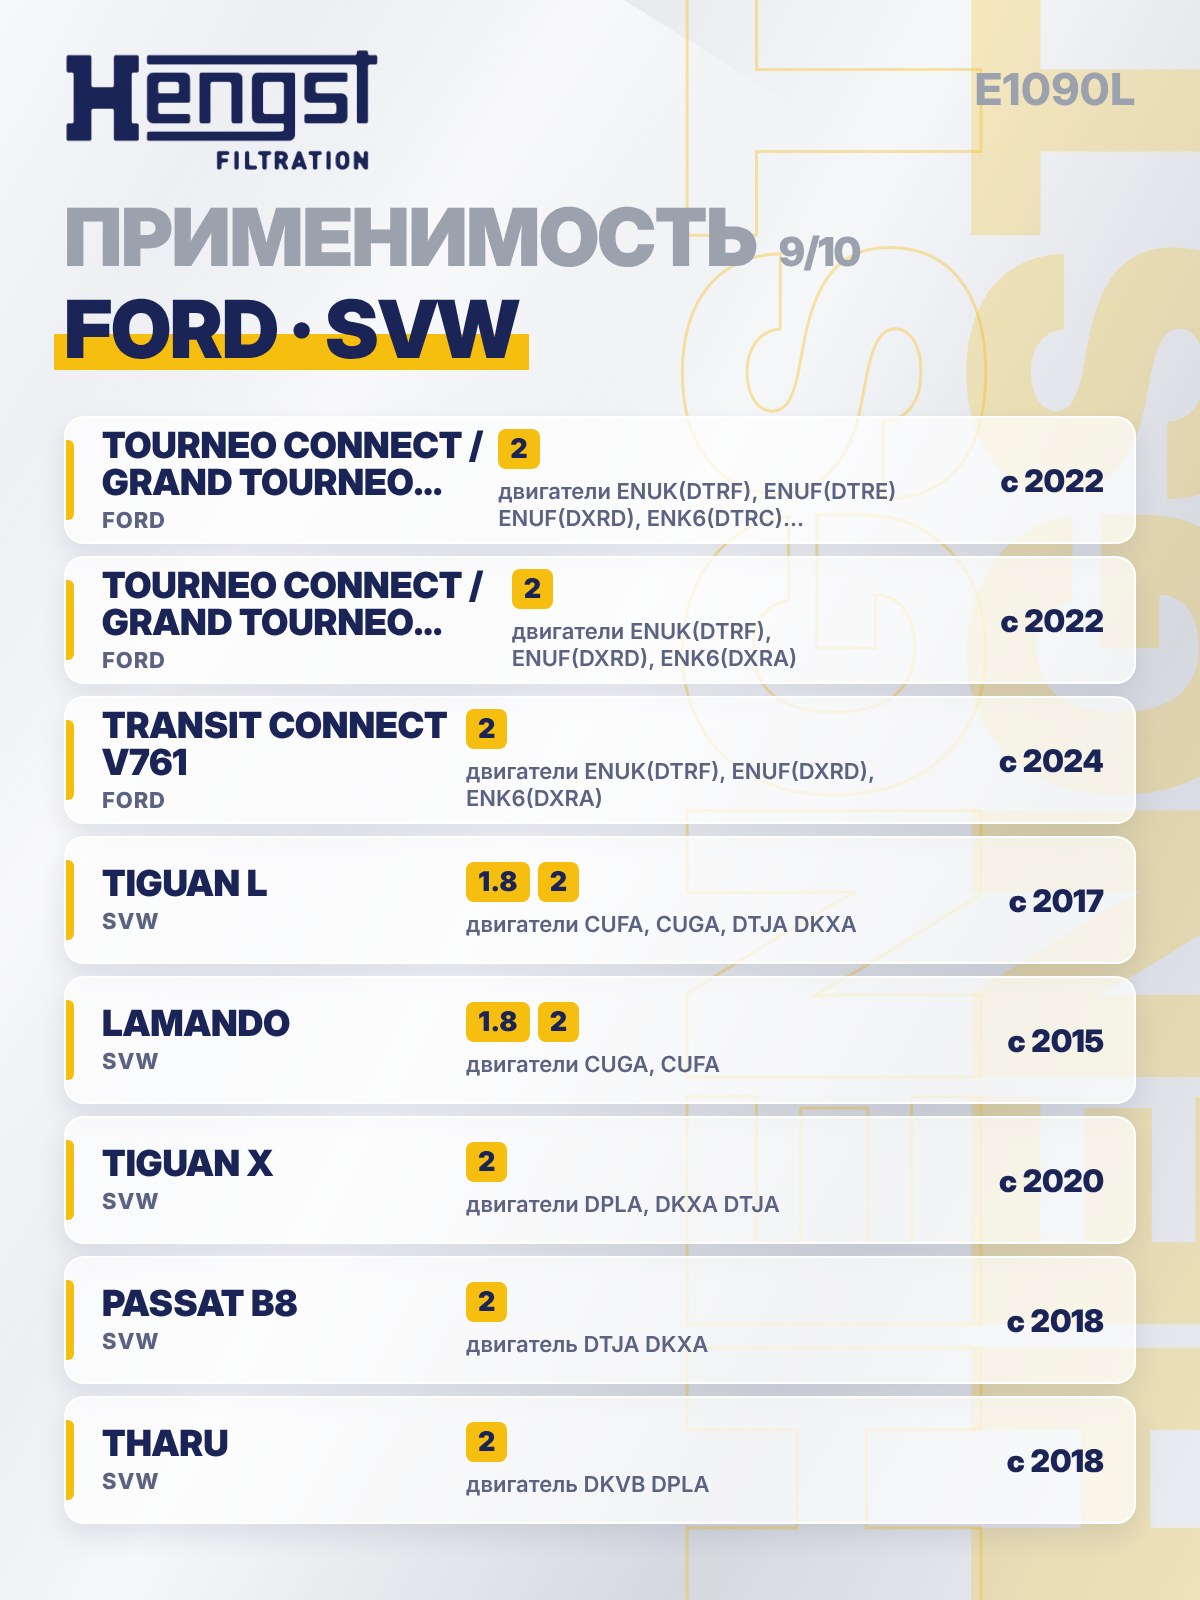 Hengst
FILTRATION
E1090L
ПРИМЕНИМОСТЬ 9/10
FORD · SVW
TOURNEO CONNECT /
GRAND TOURNEO...
FORD
2
двигатели ENUK(DTRF), ENUF(DTRE)
ENUF(DXRD), ENK6(DTRC)...
с 2022
TOURNEO CONNECT /
GRAND TOURNEO...
FORD
2
двигатели ENUK(DTRF),
ENUF(DXRD), ENK6(DXRA)
с 2022
TRANSIT CONNECT
V761
FORD
2
двигатели ENUK(DTRF), ENUF(DXRD),
ENK6(DXRA)
с 2024
TIGUAN L
SVW
1.8 2
двигатели CUFA, CUGA, DTJA DKXA
с 2017
LAMANDO
SVW
1.8 2
двигатели CUGA, CUFA
с 2015
TIGUAN X
SVW
2
двигатели DPLA, DKXA DTJA
с 2020
PASSAT B8
SVW
2
двигатель DTJA DKXA
с 2018
THARU
SVW
2
двигатель DKVB DPLA
с 2018
HENGST
HENGST